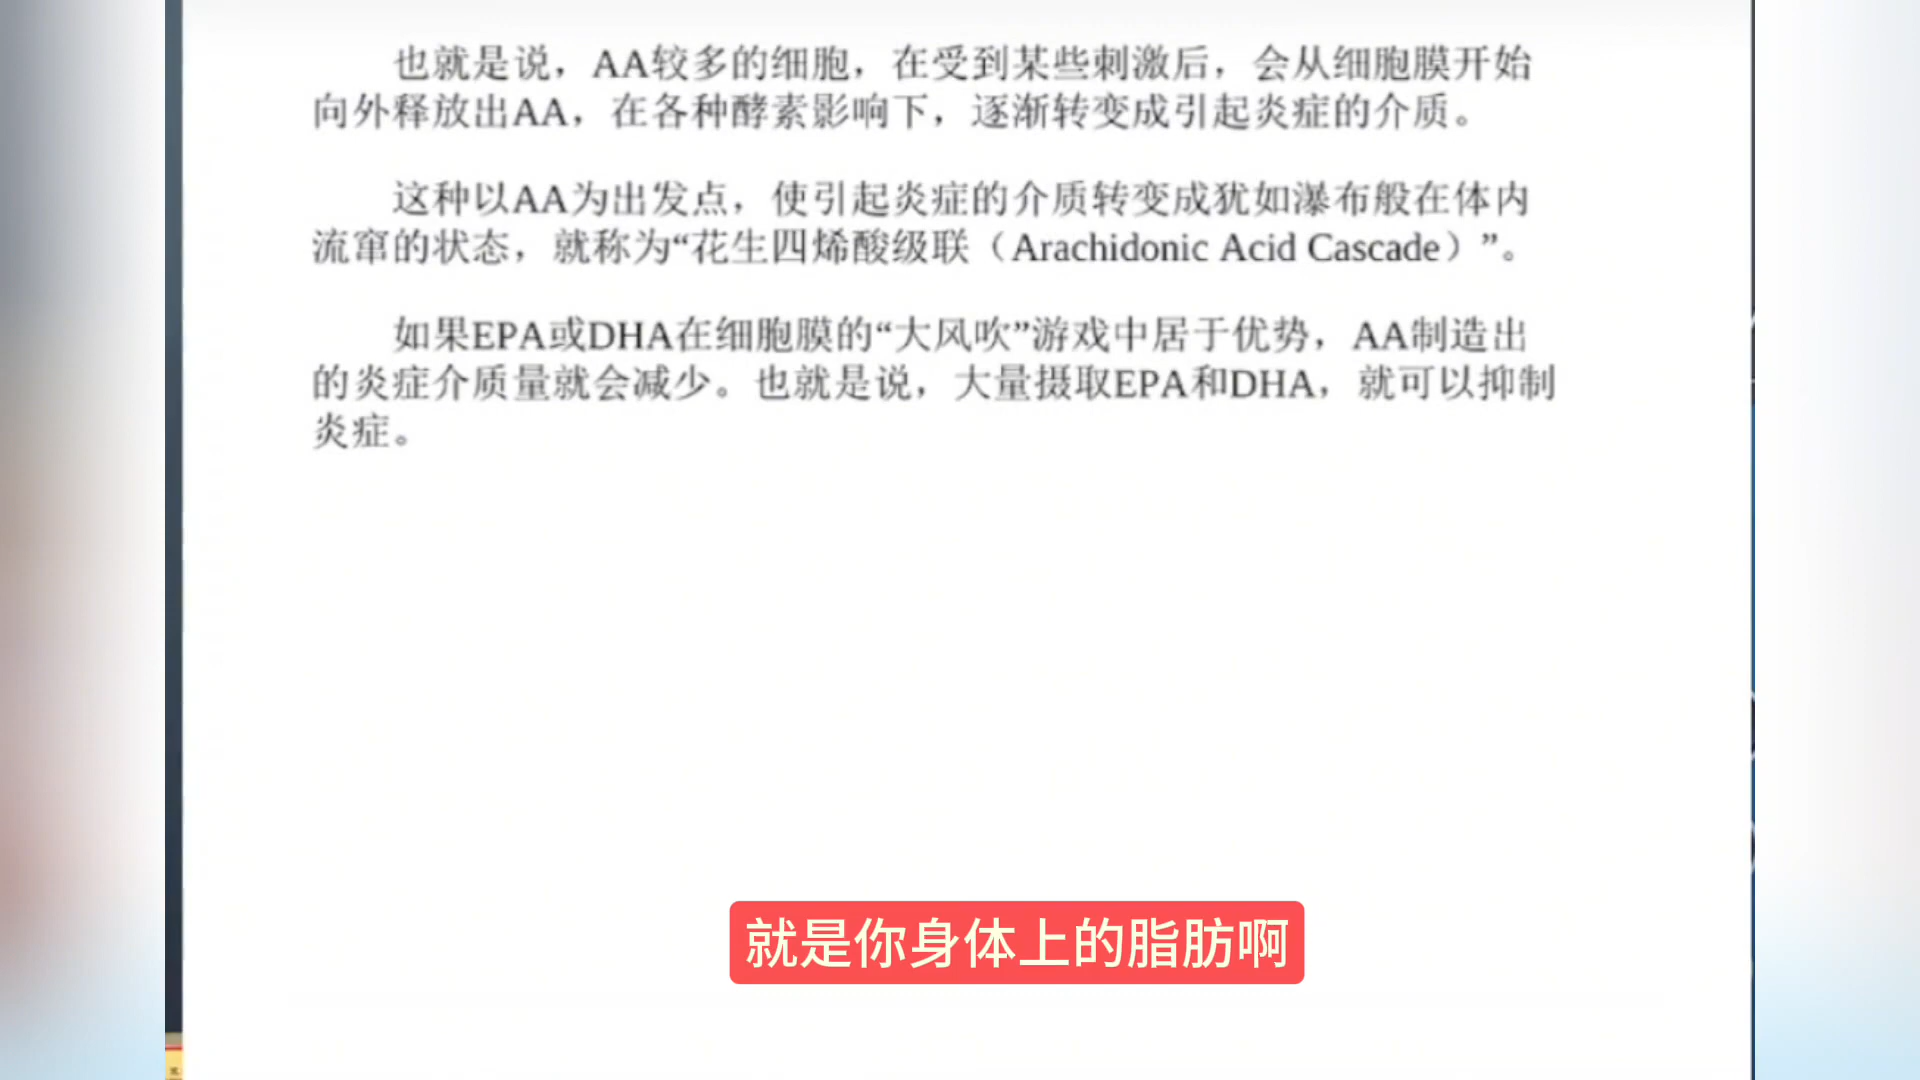 也就是说，AA较多的细胞，在受到某些刺激后，会从细胞膜开始
向外释放出AA，在各种酵素影响下，逐渐转变成引起炎症的介质。
这种以AA为出发点，使引起炎症的介质转变成犹如瀑布般在体内
流窜的状态，就称为“花生四烯酸级联（Arachidonic Acid Cascade）”。
如果EPA或DHA在细胞膜的“大风吹”游戏中居于优势，AA制造出
的炎症介质量就会减少。也就是说，大量摄取EPA和DHA，就可以抑制
炎症。
就是你身体上的脂肪啊